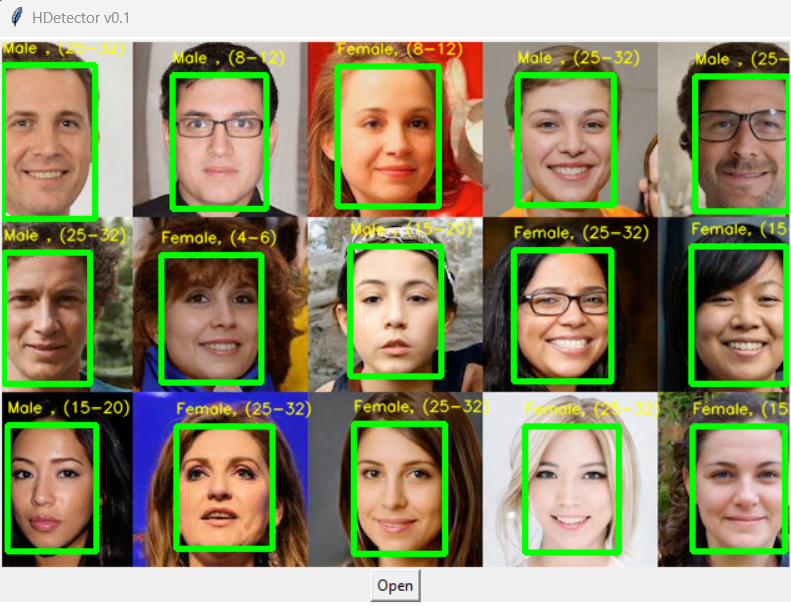 HDetector v0.1
Male , (25-32)
Male , (8-12)
Female, (8-12)
Male , (25-32)
Male , (25-
Male , (25-32)
Female, (4-6)
Male , (15-20)
Female, (25-32)
Female, (15-
Male , (15-20)
Female, (25-32)
Female, (25-32)
Female, (25-32)
Female, (15
Open